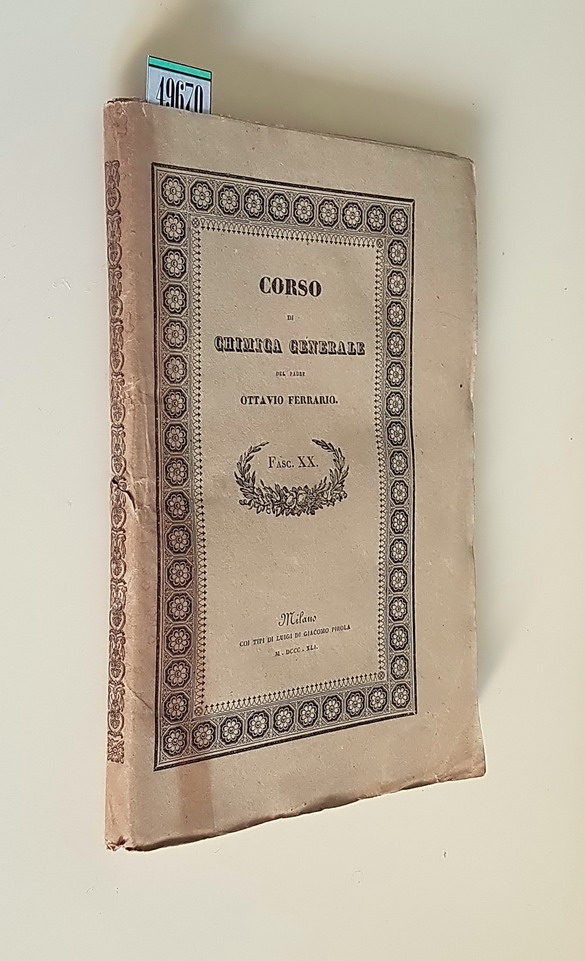 49670
CORSO
DI
CHIMICA GENERALE
DEL PADRE
OTTAVIO FERRARIO.
FASC. XX.
Milano
COI TIPI DI LUIGI DI GIACOMO PIROLA
M. DCCC. XLI.